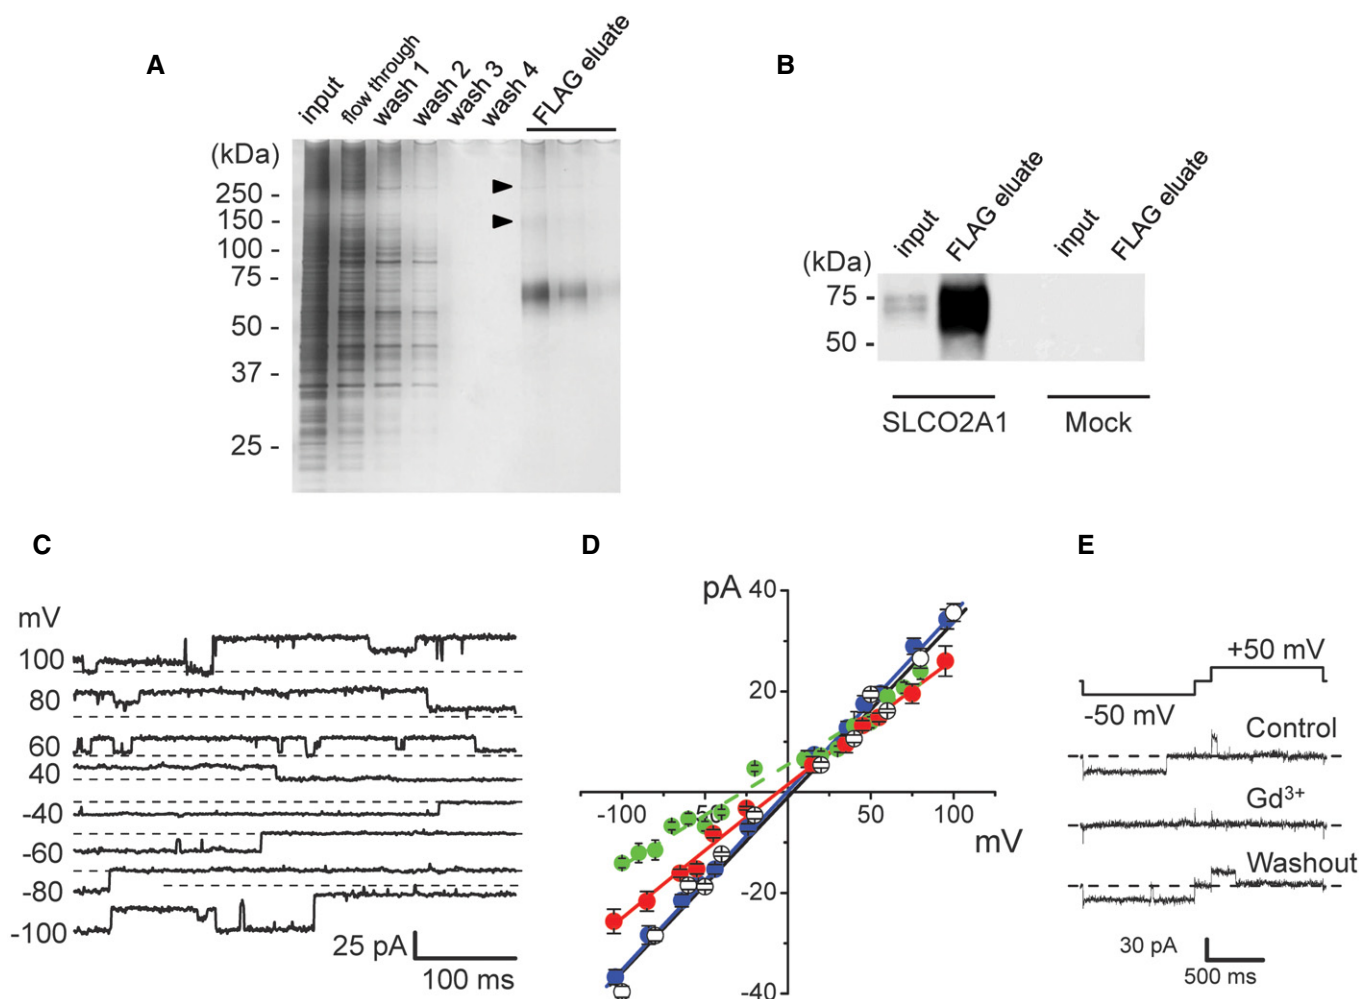 A
input
flow through
wash 1
wash 2
wash 3
wash 4
FLAG eluate
(kDa)
250 -
150 -
100 -
75 -
50 -
37 -
25 -
B
input
FLAG eluate
input
FLAG eluate
(kDa)
75 -
50 -
SLCO2A1
Mock
C
mV
100
80
60
40
-40
-60
-80
-100
25 pA
100 ms
D
pA
40
20
-20
-40
-100
-50
50
100
mV
E
+50 mV
-50 mV
Control
Gd³⁺
Washout
30 pA
500 ms